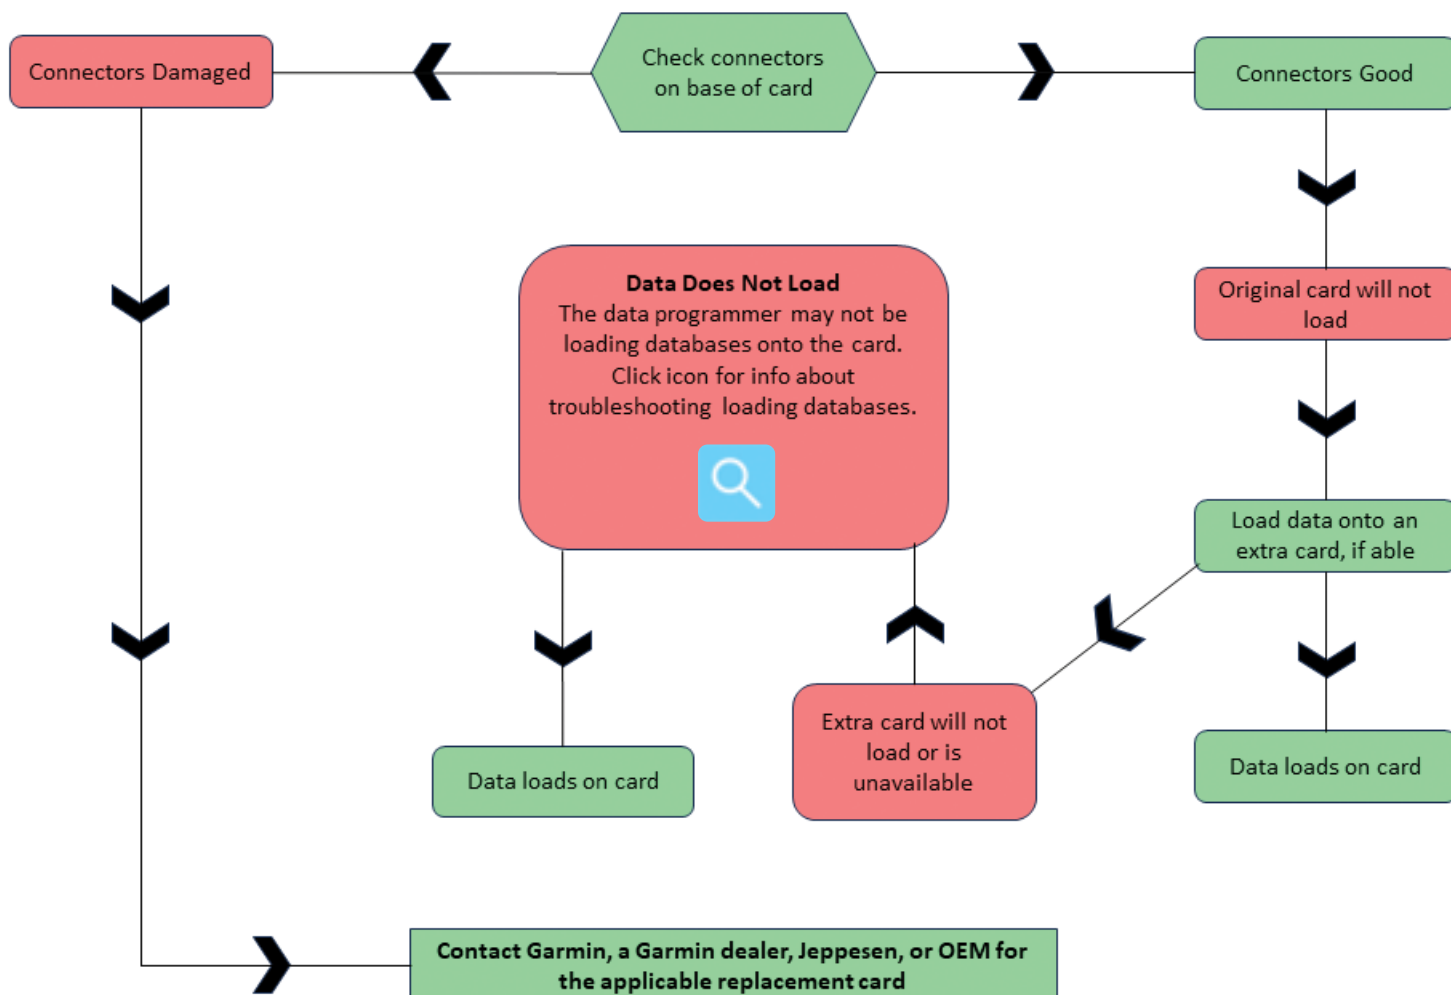 Connectors Damaged
Check connectors
on base of card
Connectors Good
Original card will not
load
Data Does Not Load
The data programmer may not be
loading databases onto the card.
Click icon for info about
troubleshooting loading databases.
Load data onto an
extra card, if able
Extra card will not
load or is
unavailable
Data loads on card
Data loads on card
Contact Garmin, a Garmin dealer, Jeppesen, or OEM for
the applicable replacement card